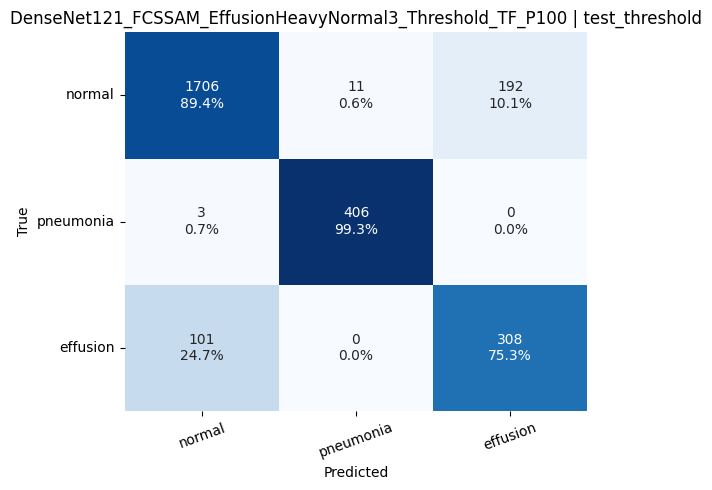 DenseNet121_FCSSAM_EffusionHeavyNormal3_Threshold_TF_P100 | test_threshold
normal
1706
89.4%
11
0.6%
192
10.1%
pneumonia
3
0.7%
406
99.3%
0
0.0%
effusion
101
24.7%
0
0.0%
308
75.3%
True
normal
pneumonia
effusion
Predicted